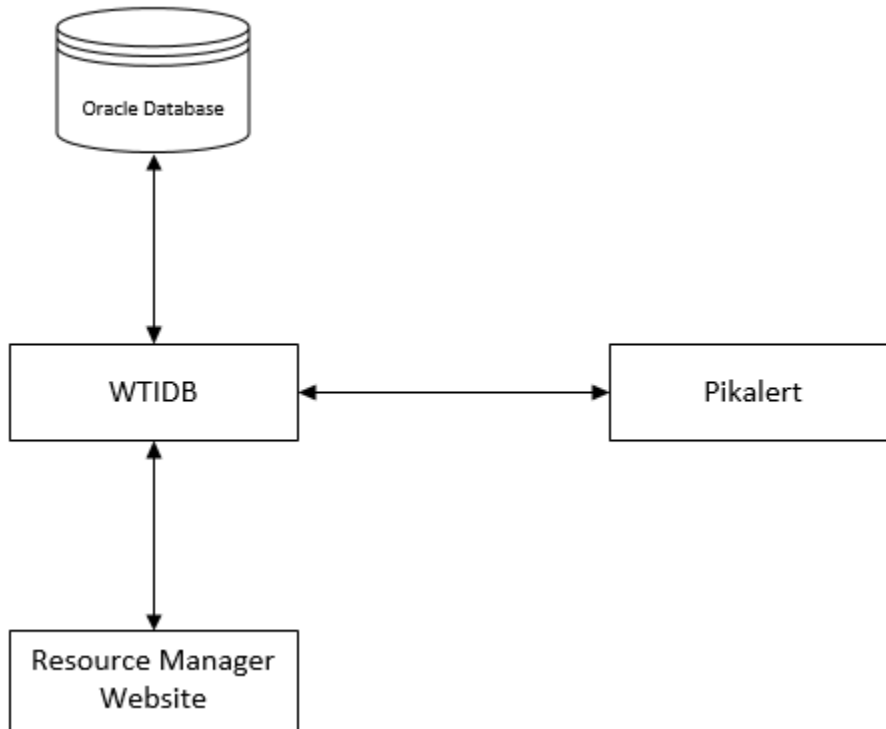 Oracle Database
WTIDB
Pikalert
Resource Manager
Website